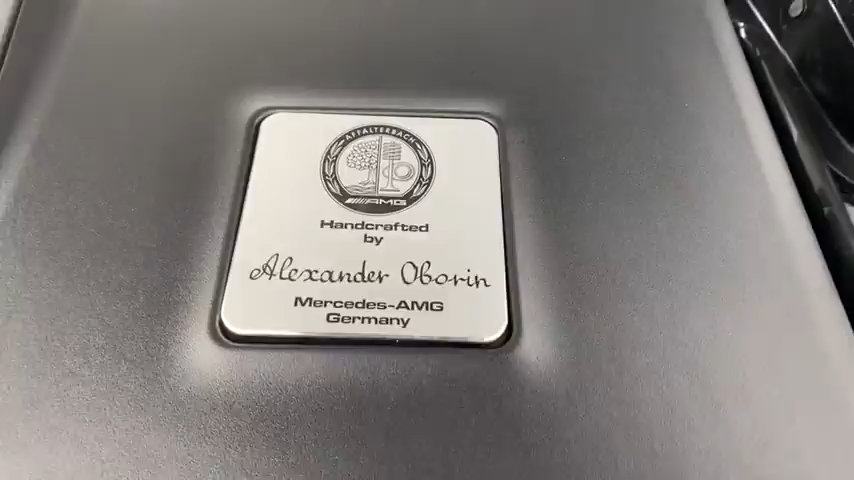 AFFALTERBACH
AMG
Handcrafted
by
Alexander Oborin
Mercedes-AMG
Germany